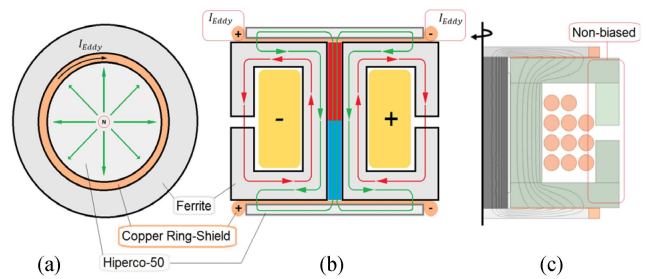 I_Eddy
N
I_Eddy
+
I_Eddy
-
-
+
+
-
Non-biased
Ferrite
Copper Ring-Shield
Hiperco-50
(a)
(b)
(c)